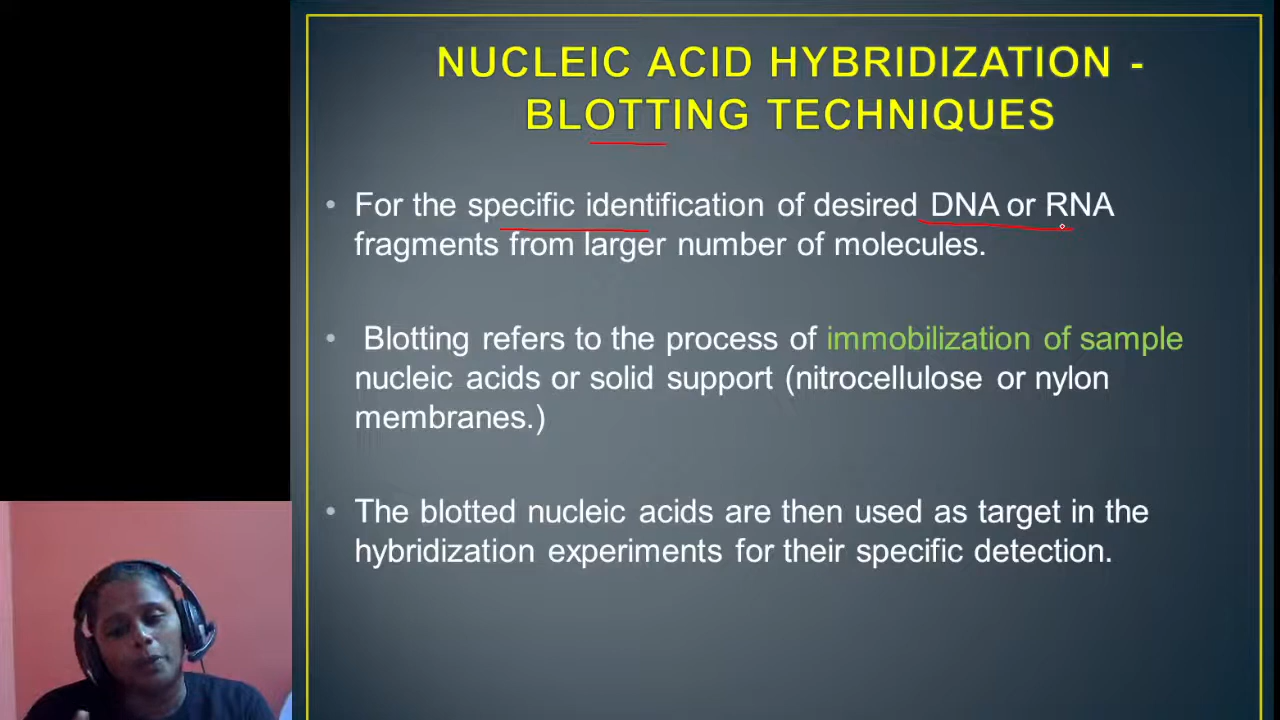 NUCLEIC ACID HYBRIDIZATION -
BLOTTING TECHNIQUES
• For the specific identification of desired DNA or RNA
fragments from larger number of molecules.
• Blotting refers to the process of immobilization of sample
nucleic acids or solid support (nitrocellulose or nylon
membranes.)
• The blotted nucleic acids are then used as target in the
hybridization experiments for their specific detection.